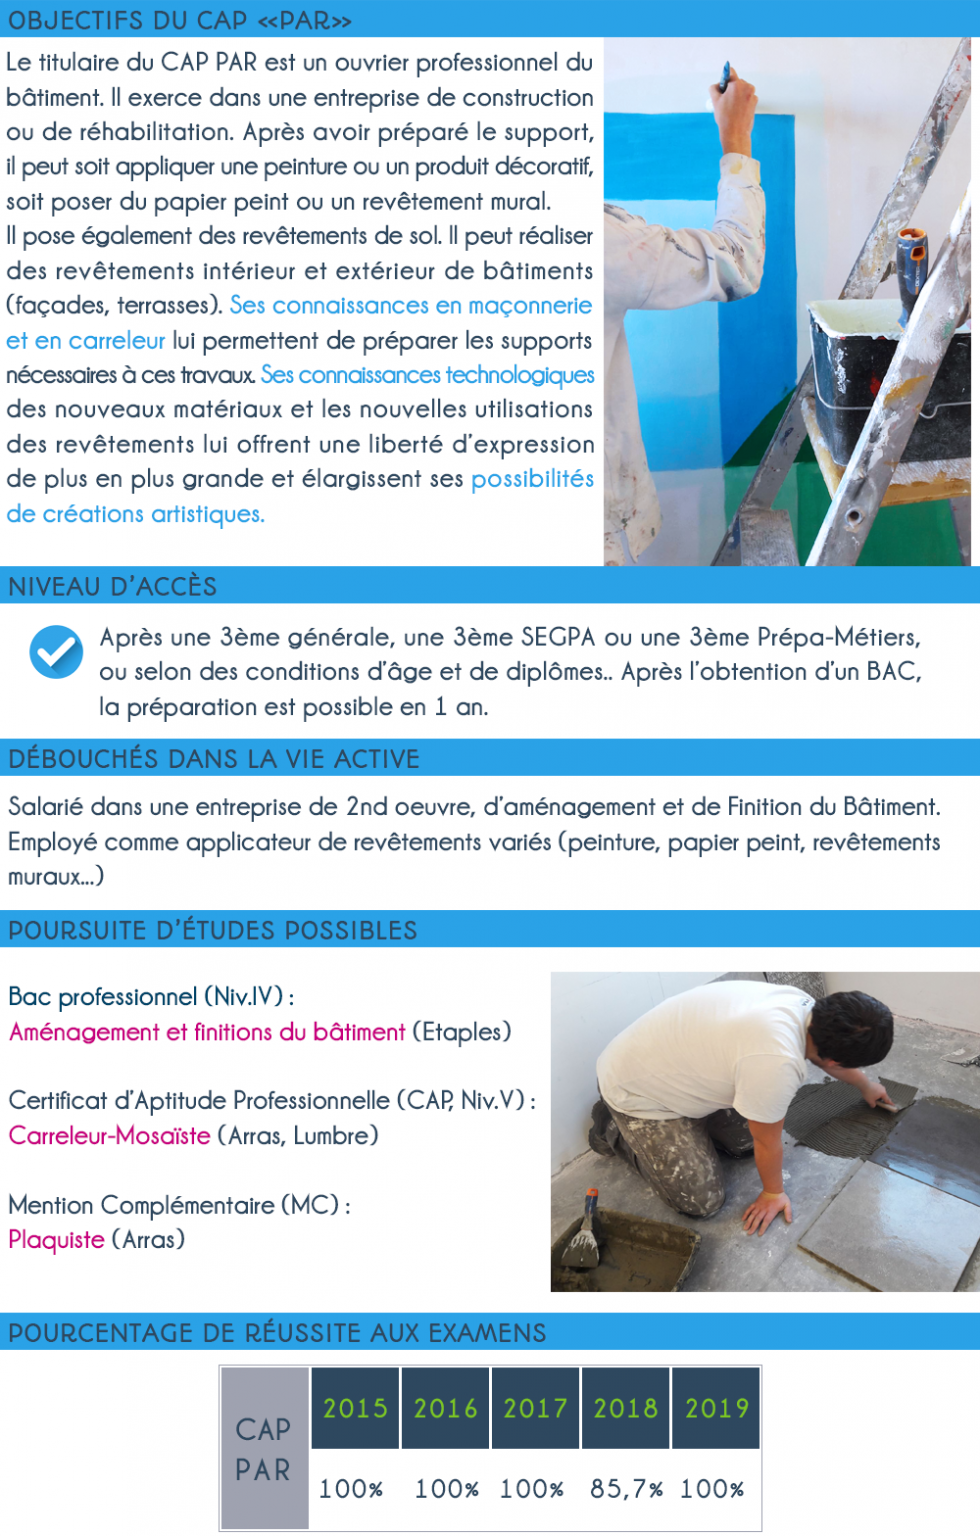 OBJECTIFS DU CAP «PAR»
Le titulaire du CAP PAR est un ouvrier professionnel du
bâtiment. Il exerce dans une entreprise de construction
ou de réhabilitation. Après avoir préparé le support,
il peut soit appliquer une peinture ou un produit décoratif,
soit poser du papier peint ou un revêtement mural.
Il pose également des revêtements de sol. Il peut réaliser
des revêtements intérieur et extérieur de bâtiments
(façades, terrasses). Ses connaissances en maçonnerie
et en carreleur lui permettent de préparer les supports
nécessaires à ces travaux. Ses connaissances technologiques
des nouveaux matériaux et les nouvelles utilisations
des revêtements lui offrent une liberté d'expression
de plus en plus grande et élargissent ses possibilités
de créations artistiques.
NIVEAU D'ACCÈS
Après une 3ème générale, une 3ème SEGPA ou une 3ème Prépa-Métiers,
ou selon des conditions d'âge et de diplômes.. Après l'obtention d'un BAC,
la préparation est possible en 1 an.
DÉBOUCHÉS DANS LA VIE ACTIVE
Salarié dans une entreprise de 2nd oeuvre, d'aménagement et de Finition du Bâtiment.
Employé comme applicateur de revêtements variés (peinture, papier peint, revêtements
muraux...)
POURSUITE D'ÉTUDES POSSIBLES
Bac professionnel (Niv.IV) :
Aménagement et finitions du bâtiment (Etaples)
Certificat d'Aptitude Professionnelle (CAP, Niv.V) :
Carreleur-Mosaïste (Arras, Lumbre)
Mention Complémentaire (MC) :
Plaquiste (Arras)
POURCENTAGE DE RÉUSSITE AUX EXAMENS
CAP PAR
2015 2016 2017 2018 2019
100% 100% 100% 85,7% 100%